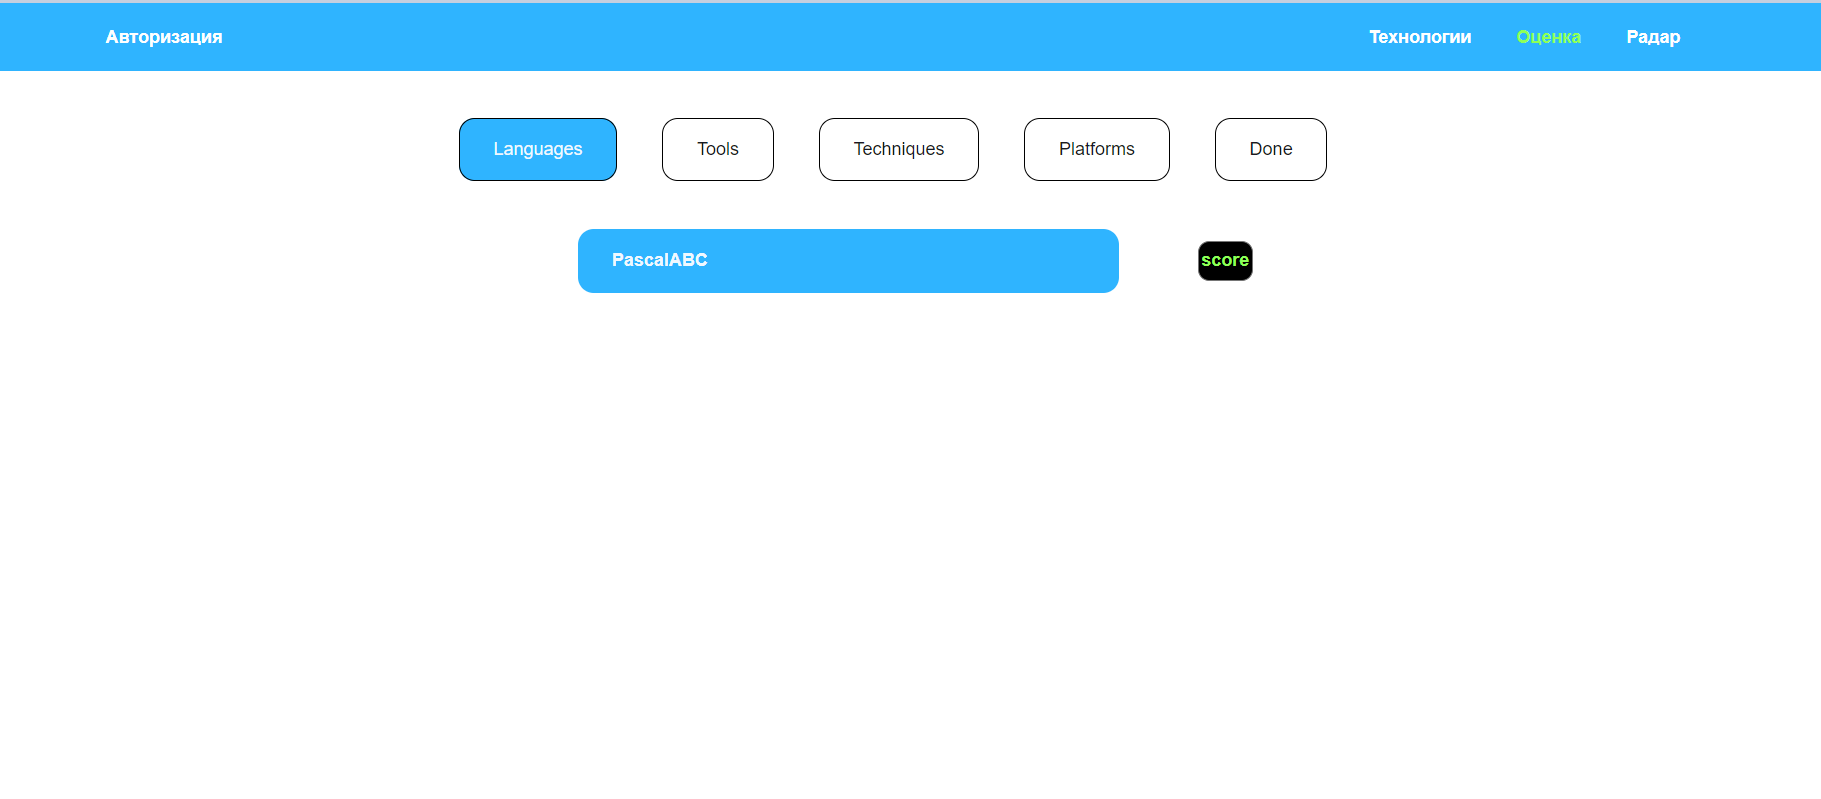 Авторизация Технологии Оценка Радар
Languages Tools Techniques Platforms Done
PascalABC score